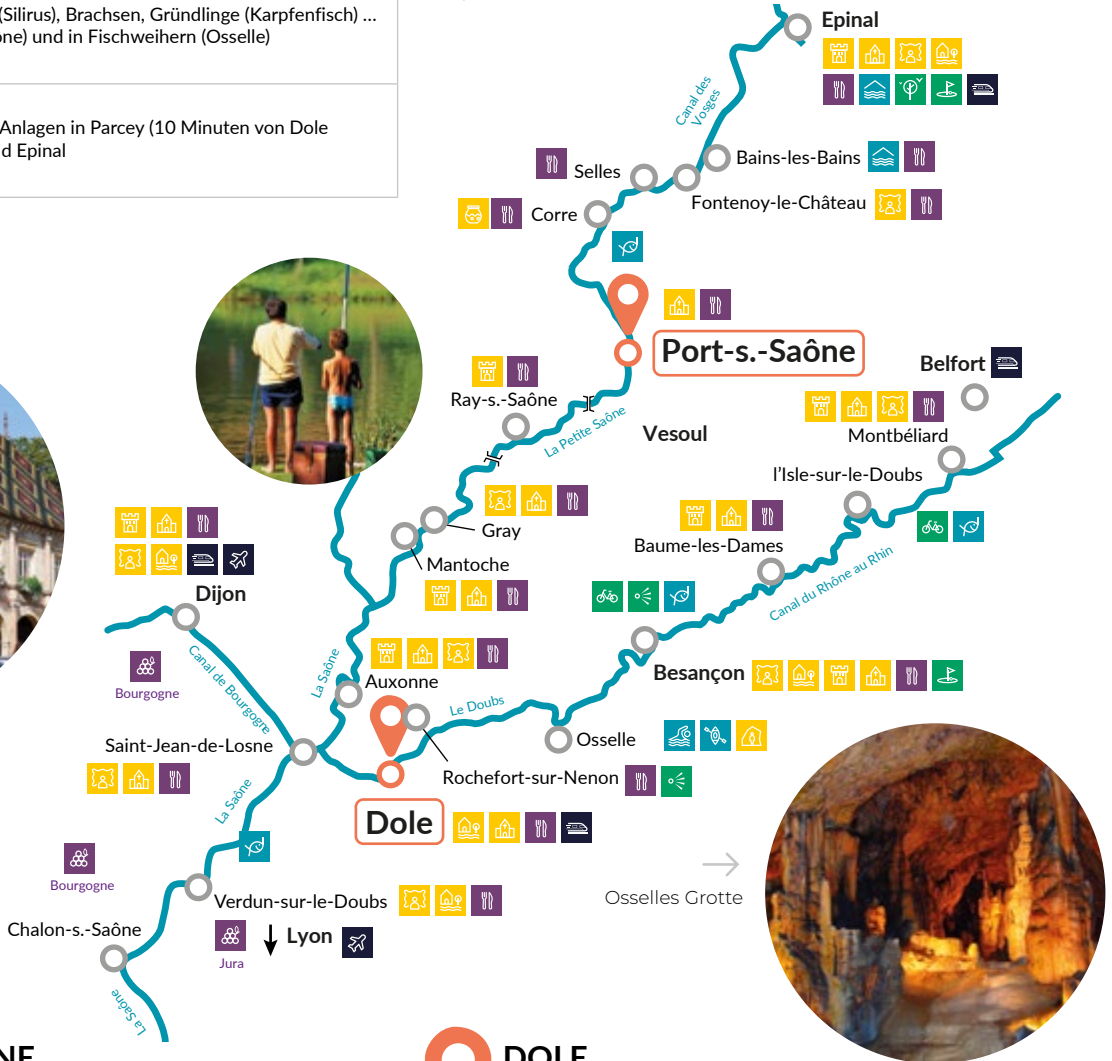 (Silirus), Brachsen, Gründlinge (Karpfenfisch) ...
und in Fischweihern (Osselle)
Anlagen in Parcey (10 Minuten von Dole
Epinal
Epinal
Canal des
Vosges
Bains-les-Bains
Selles
Fontenoy-le-Château
Corre
Port-s.-Saône
Belfort
Ray-s.-Saône
La Petite Saône
Vesoul
Montbéliard
l'Isle-sur-le-Doubs
Gray
Baume-les-Dames
Mantoche
Canal du Rhône au Rhin
Dijon
Canal de Bourgogne
Bourgogne
La Saône
Auxonne
Besançon
Le Doubs
Saint-Jean-de-Losne
Osselle
Rochefort-sur-Nenon
La Saône
Dole
Bourgogne
Osselles Grotte
Verdun-sur-le-Doubs
Chalon-s.-Saône
Lyon
Jura
La Saône
DOLE